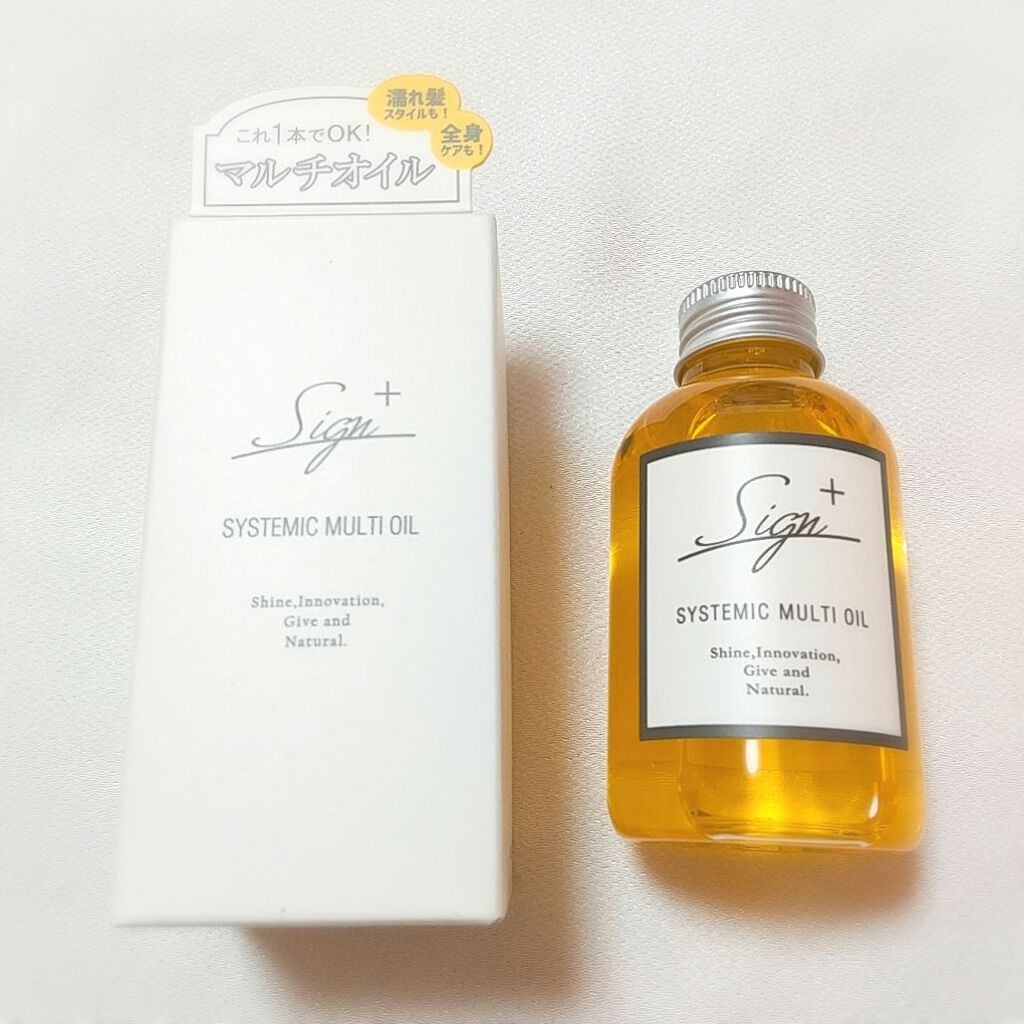 濡れ髪
スタイルも!
全身
ケアも!
これ1本でOK!
マルチオイル
Sign+
SYSTEMIC MULTI OIL
Shine,Innovation,
Give and
Natural.
Sign+
SYSTEMIC MULTI OIL
Shine,Innovation,
Give and
Natural.